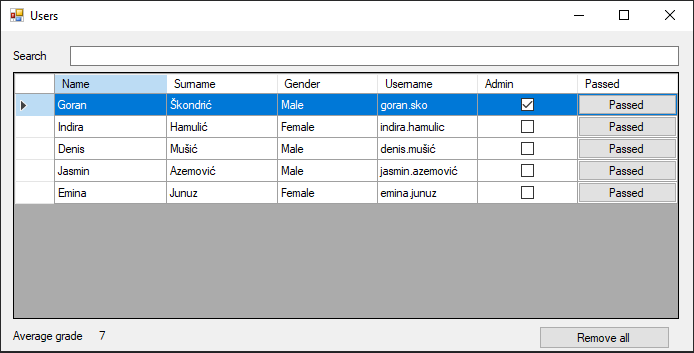 Users
Search
Name Surname Gender Username Admin Passed
Goran Škondrić Male goran.sko Passed
Indira Hamulić Female indira.hamulic Passed
Denis Mušić Male denis.mušić Passed
Jasmin Azemović Male jasmin.azemović Passed
Emina Junuz Female emina.junuz Passed
Average grade 7 Remove all